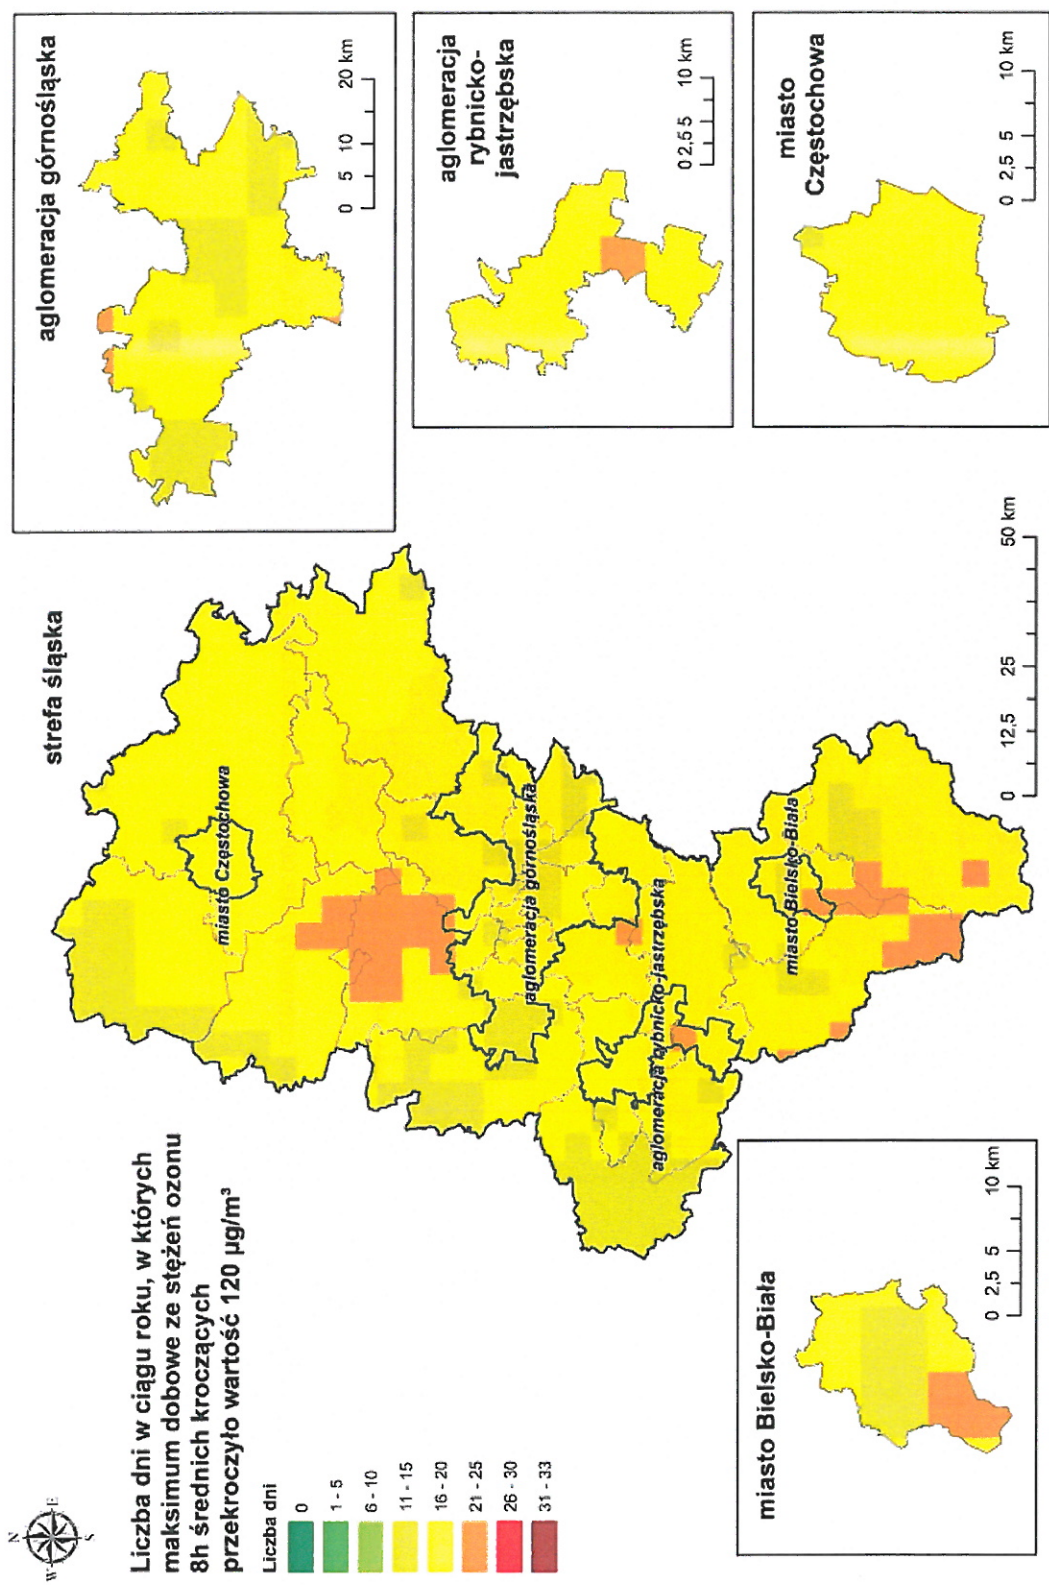 N
W
E
S
Liczba dni w ciągu roku, w których
maksimum dobowe ze stężeń ozonu
8h średnich kroczących
przekroczyło wartość 120 µg/m³
Liczba dni
0
1 - 5
6 - 10
11 - 15
16 - 20
21 - 25
26 - 30
31 - 33
strefa śląska
miasto Częstochowa
aglomeracja górnośląska
aglomeracja rybnicko-jastrzębska
miasto Bielsko-Biała
0 12,5 25 50 km
aglomeracja górnośląska
0 5 10 20 km
aglomeracja
rybnicko-
jastrzębska
0 2,5 5 10 km
miasto
Częstochowa
0 2,5 5 10 km
miasto Bielsko-Biała
0 2,5 5 10 km